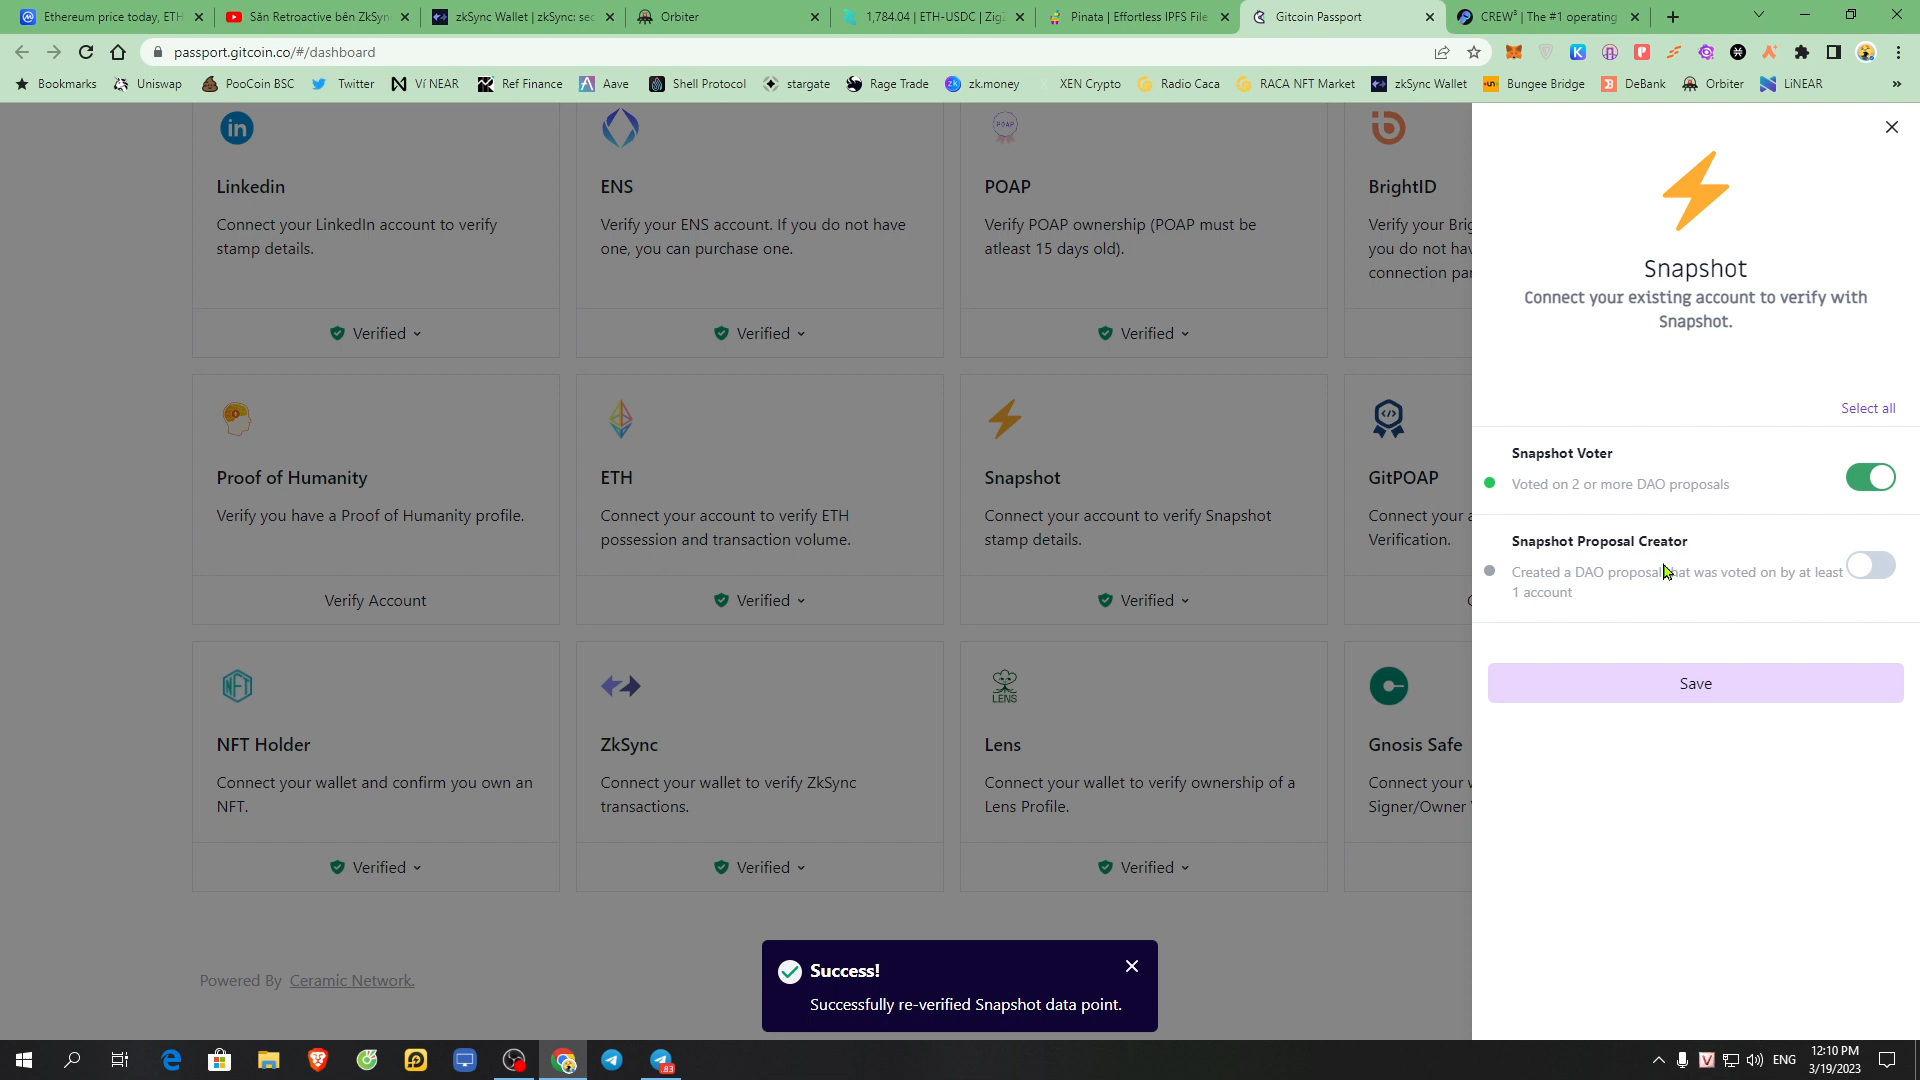 Ethereum price today, ETH
Săn Retroactive bên ZkSyn
zkSync Wallet | zkSync: sec
Orbiter
1,784.04 | ETH-USDC | ZigZ
Pinata | Effortless IPFS File
Gitcoin Passport
CREW³ | The #1 operating
passport.gitcoin.co/#/dashboard
Bookmarks
Uniswap
PooCoin BSC
Twitter
Ví NEAR
Ref Finance
Aave
Shell Protocol
stargate
Rage Trade
zk.money
XEN Crypto
Radio Caca
RACA NFT Market
zkSync Wallet
Bungee Bridge
DeBank
Orbiter
LiNEAR
»
Linkedin
Connect your LinkedIn account to verify
stamp details.
Verified
ENS
Verify your ENS account. If you do not have
one, you can purchase one.
Verified
POAP
POAP
Verify POAP ownership (POAP must be
atleast 15 days old).
Verified
BrightID
Verify your Brig
you do not hav
connection par
Proof of Humanity
Verify you have a Proof of Humanity profile.
Verify Account
ETH
Connect your account to verify ETH
possession and transaction volume.
Verified
Snapshot
Connect your account to verify Snapshot
stamp details.
Verified
GitPOAP
Connect your a
Verification.
C
NFT
NFT Holder
Connect your wallet and confirm you own an
NFT.
Verified
ZkSync
Connect your wallet to verify ZkSync
transactions.
Verified
LENS
Lens
Connect your wallet to verify ownership of a
Lens Profile.
Verified
Gnosis Safe
Connect your w
Signer/Owner
Powered By Ceramic Network.
Success!
Successfully re-verified Snapshot data point.
Snapshot
Connect your existing account to verify with
Snapshot.
Select all
Snapshot Voter
Voted on 2 or more DAO proposals
Snapshot Proposal Creator
Created a DAO proposal that was voted on by at least
1 account
Save
83
ENG
12:10 PM
3/19/2023